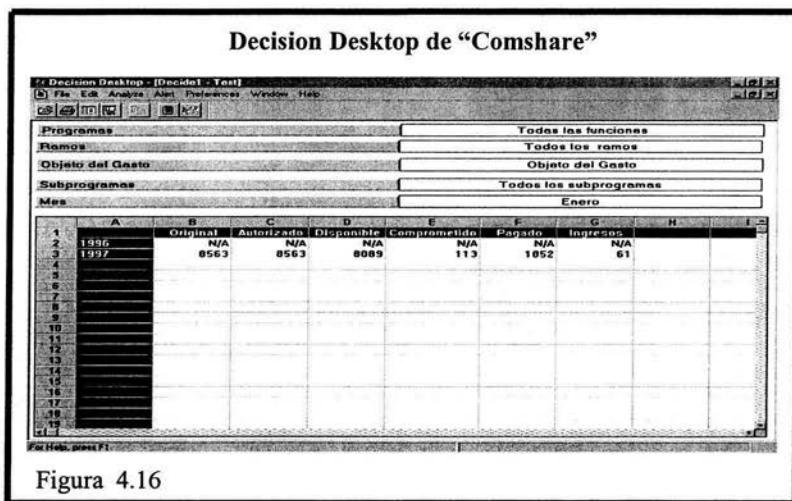 Decision Desktop de “Comshare”
Decision Desktop - [Decide1 - Test]
File Edit Analyze Alert Preferences Window Help
Programas Todas las funciones
Ramos Todos los ramos
Objeto del Gasto Objeto del Gasto
Subprogramas Todos los subprogramas
Mes Enero
A B C D E F G H I
1 Original Autorizado Disponible Comprometido Pagado Ingresos
2 1996 N/A N/A N/A N/A N/A N/A
3 1997 8563 8563 8089 113 1052 61
4
5
6
7
8
9
10
11
12
13
14
15
16
17
18
19
For Help, press F1
Figura 4.16